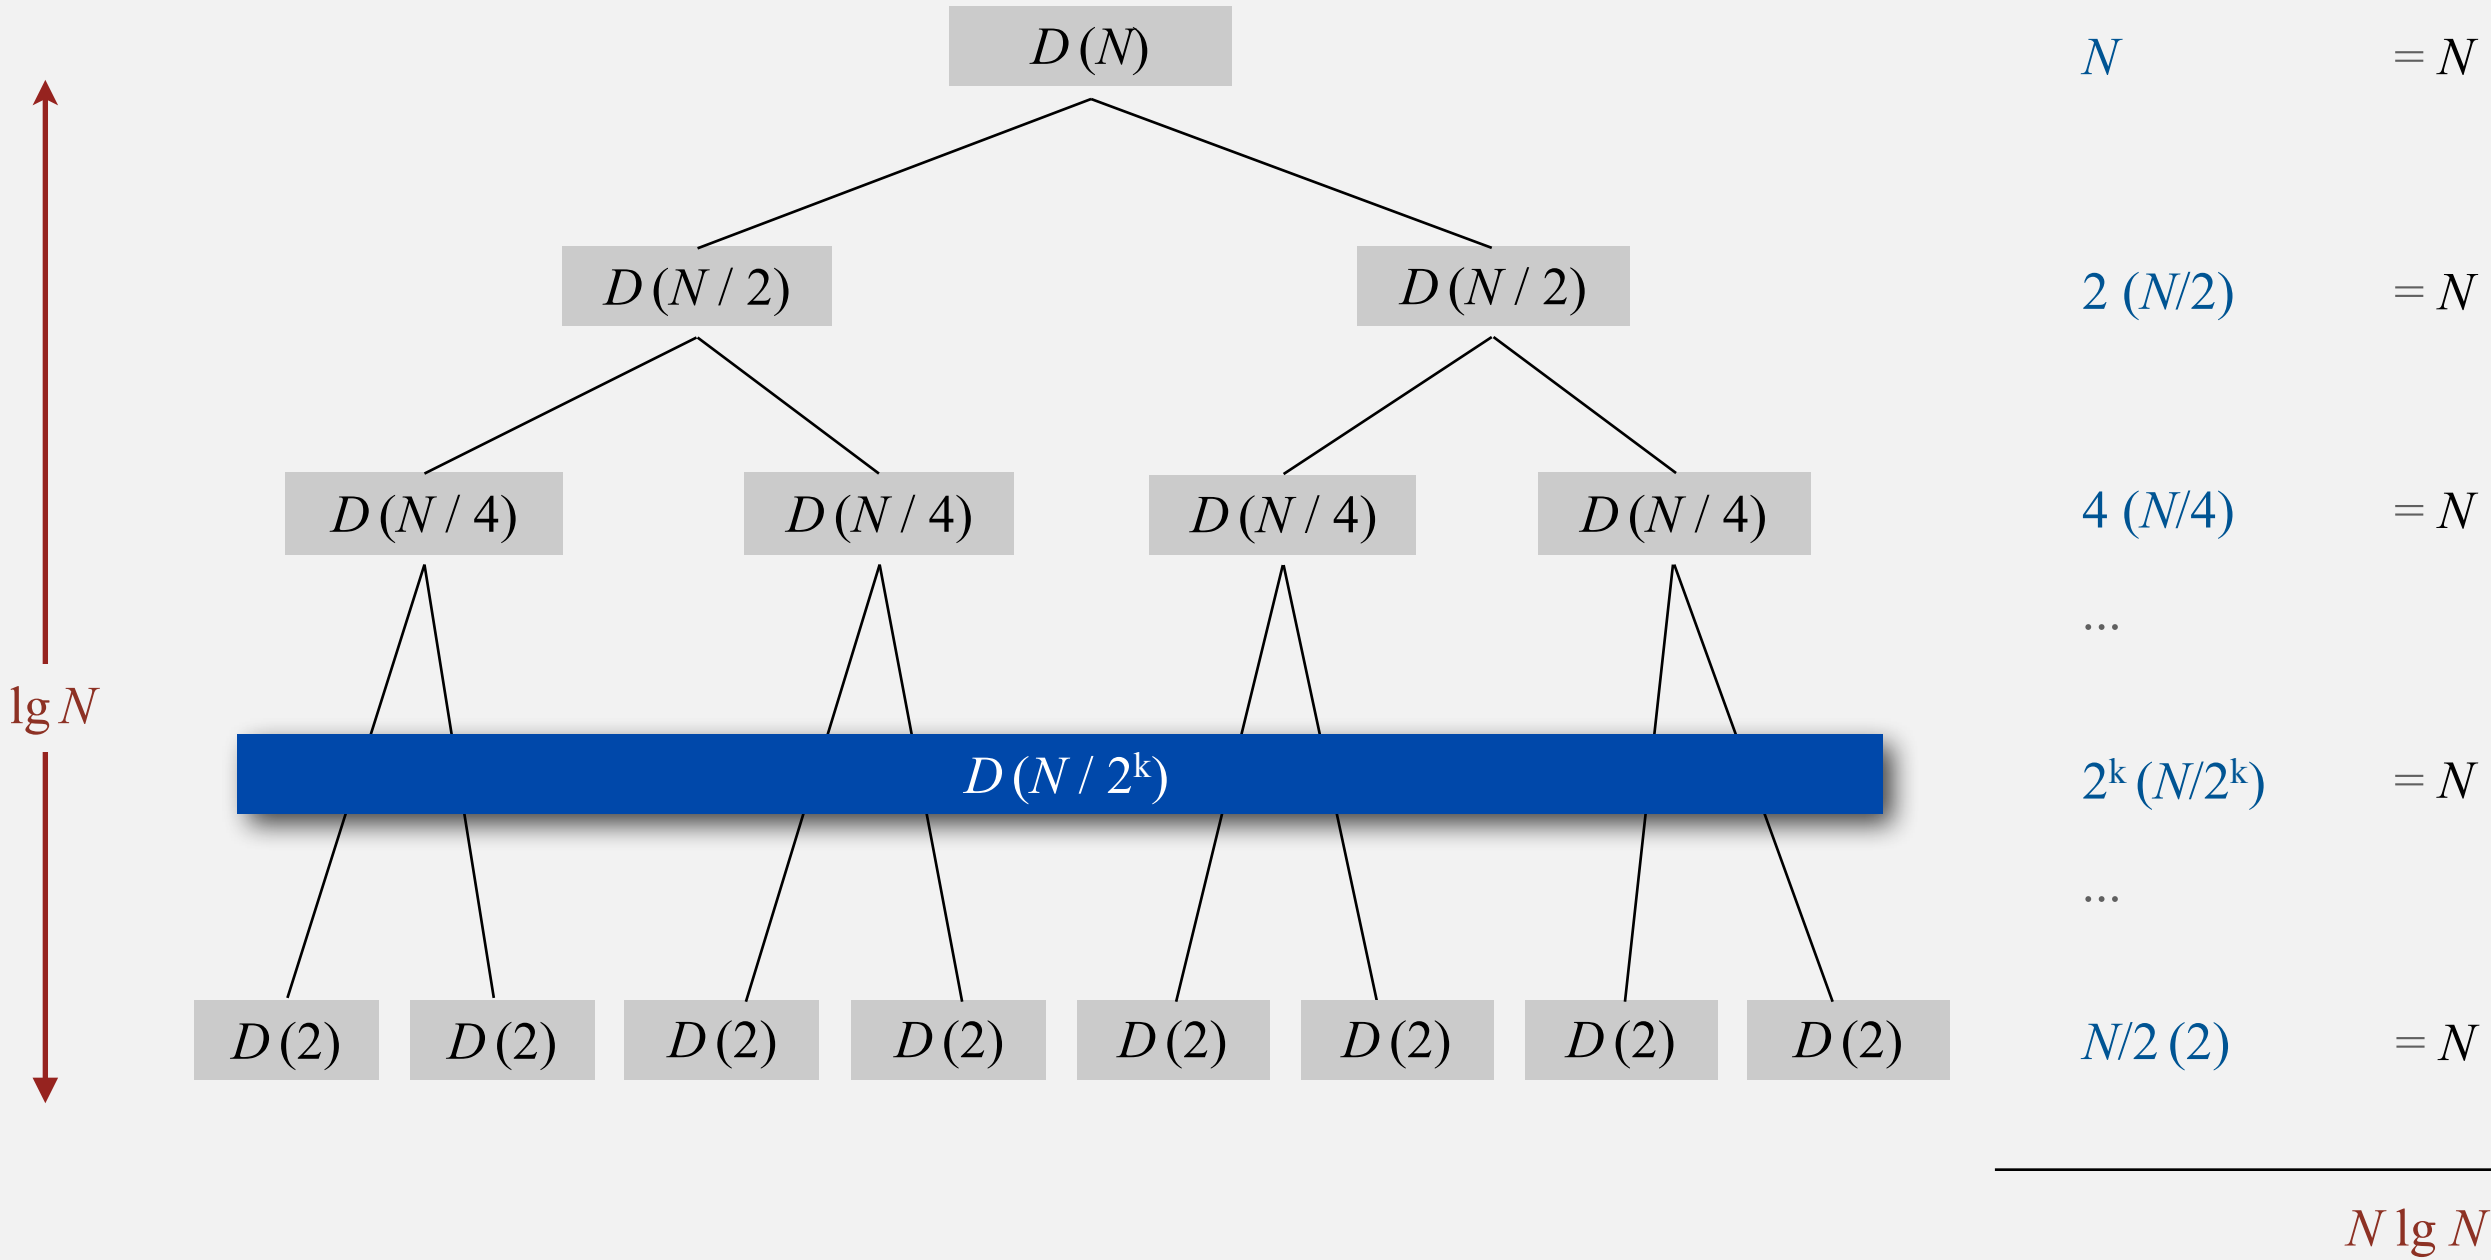 D (N) N = N
D (N / 2) D (N / 2) 2 (N/2) = N
D (N / 4) D (N / 4) D (N / 4) D (N / 4) 4 (N/4) = N
...
lg N
D (N / 2ᵏ) 2ᵏ (N/2ᵏ) = N
...
D (2) D (2) D (2) D (2) D (2) D (2) D (2) D (2) N/2 (2) = N
N lg N